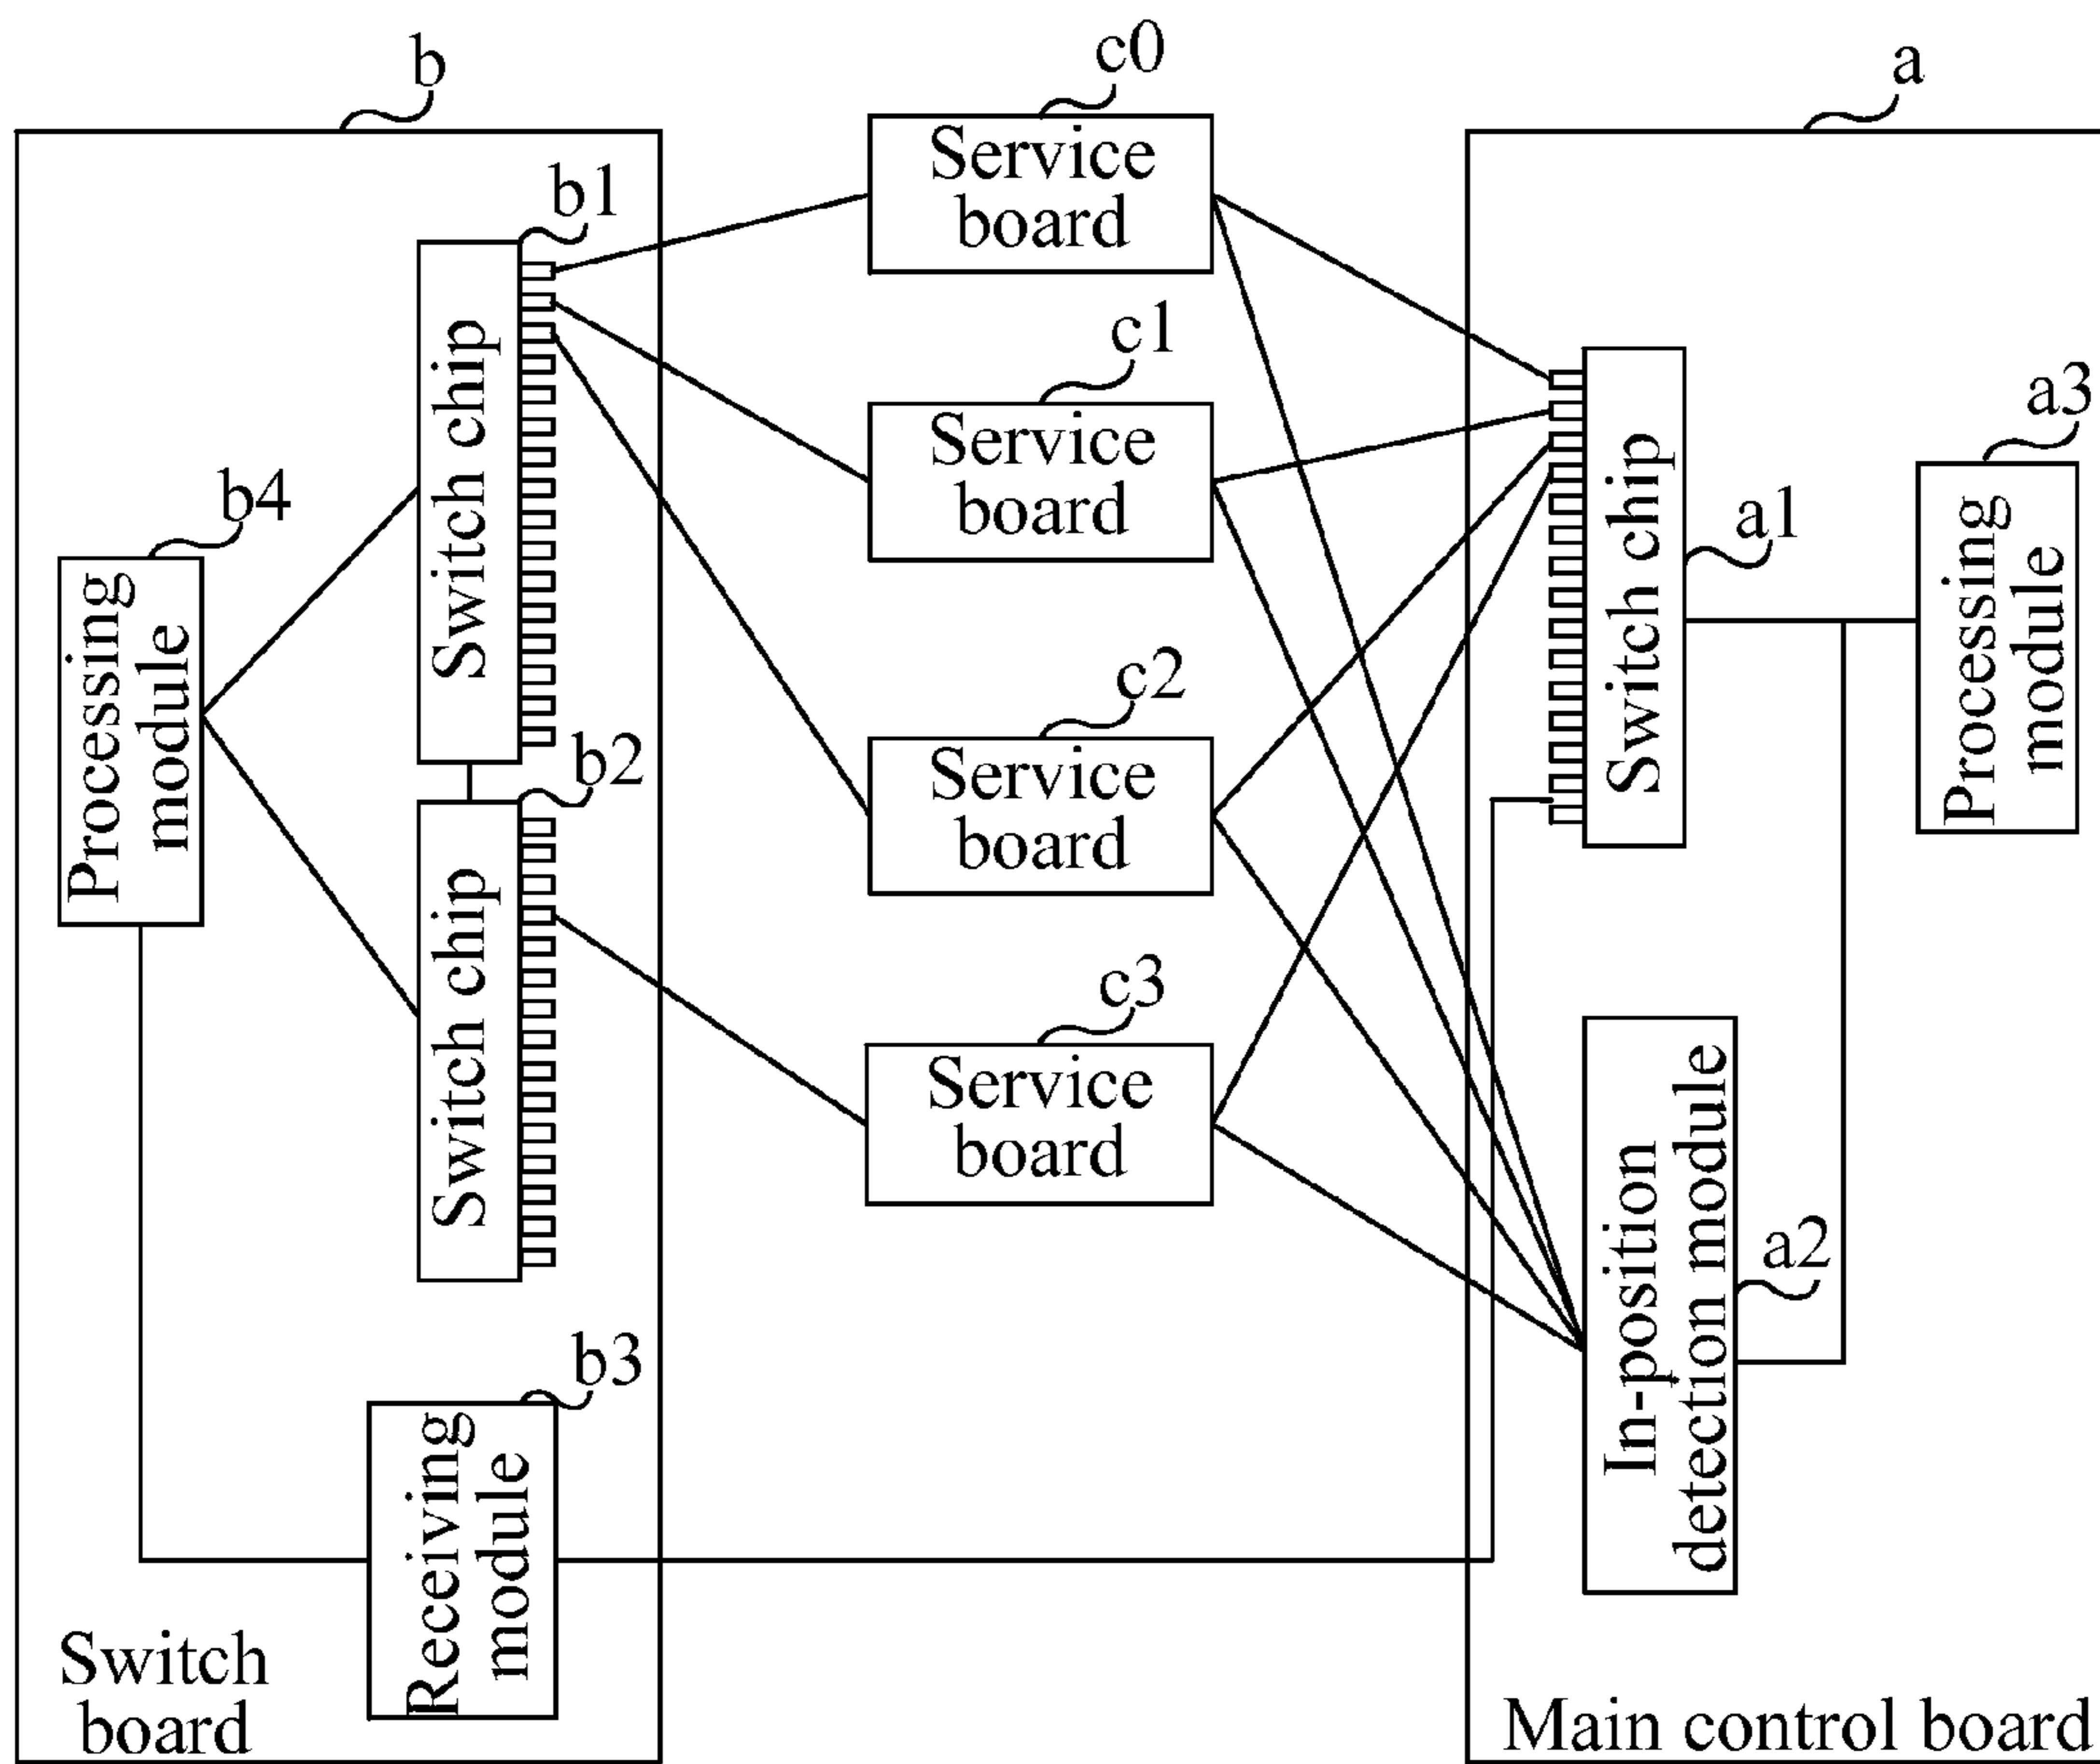 b
c0
a
Service
board
b1
Switch chip
c1
Service
board
a3
Processing
module
b4
Processing
module
Switch chip
a1
c2
Service
board
b2
Switch chip
c3
Service
board
In-position
detection module
a2
b3
Receiving
module
Switch
board
Main control board